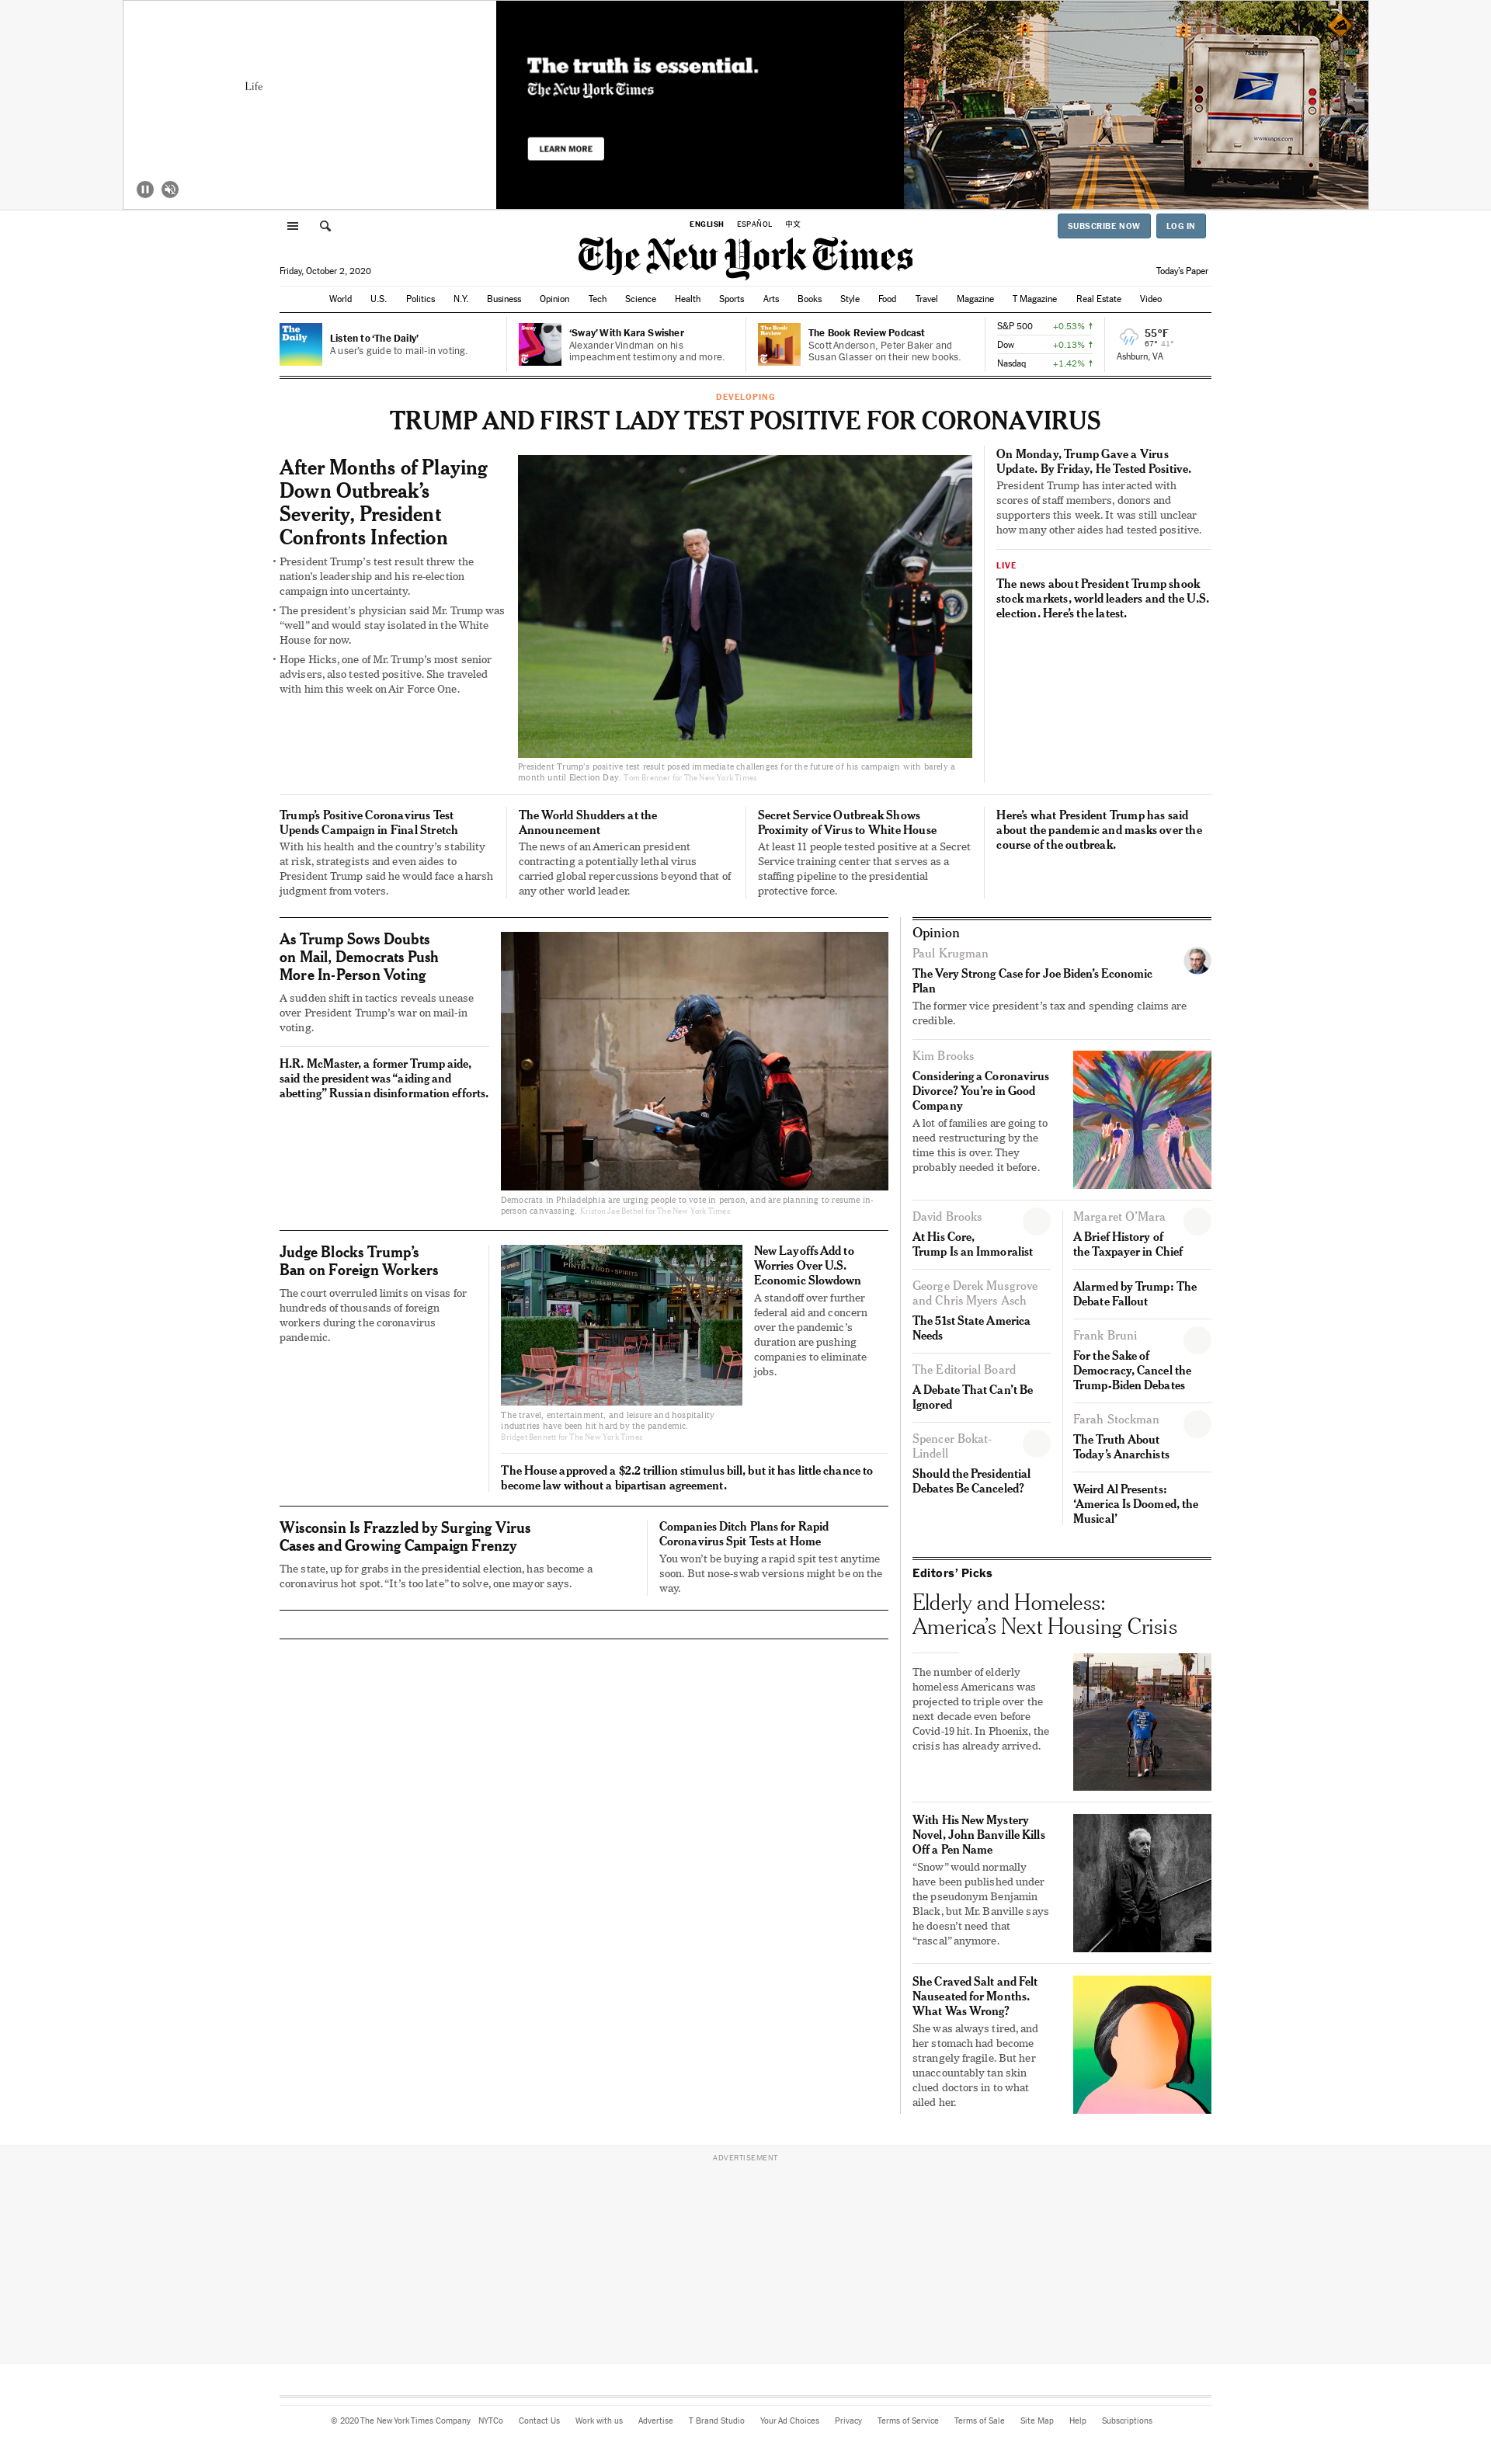 Life
The truth is essential.
The New York Times
LEARN MORE
7533889
www.usps.com
ENGLISH ESPAÑOL 中文
SUBSCRIBE NOW LOG IN
The New York Times
Friday, October 2, 2020
Today's Paper
World U.S. Politics N.Y. Business Opinion Tech Science Health Sports Arts Books Style Food Travel Magazine T Magazine Real Estate Video
The
Daily
Listen to ‘The Daily’
A user's guide to mail-in voting.
Sway
‘Sway’ With Kara Swisher
Alexander Vindman on his
impeachment testimony and more.
The Book
Review
The Book Review Podcast
Scott Anderson, Peter Baker and
Susan Glasser on their new books.
S&P 500 +0.53% ↑
Dow +0.13% ↑
Nasdaq +1.42% ↑
55°F
67° 41°
Ashburn, VA
DEVELOPING
TRUMP AND FIRST LADY TEST POSITIVE FOR CORONAVIRUS
After Months of Playing
Down Outbreak’s
Severity, President
Confronts Infection
• President Trump’s test result threw the
nation’s leadership and his re-election
campaign into uncertainty.
• The president’s physician said Mr. Trump was
“well” and would stay isolated in the White
House for now.
• Hope Hicks, one of Mr. Trump’s most senior
advisers, also tested positive. She traveled
with him this week on Air Force One.
President Trump’s positive test result posed immediate challenges for the future of his campaign with barely a
month until Election Day. Tom Brenner for The New York Times
On Monday, Trump Gave a Virus
Update. By Friday, He Tested Positive.
President Trump has interacted with
scores of staff members, donors and
supporters this week. It was still unclear
how many other aides had tested positive.
LIVE
The news about President Trump shook
stock markets, world leaders and the U.S.
election. Here’s the latest.
Trump’s Positive Coronavirus Test
Upends Campaign in Final Stretch
With his health and the country’s stability
at risk, strategists and even aides to
President Trump said he would face a harsh
judgment from voters.
The World Shudders at the
Announcement
The news of an American president
contracting a potentially lethal virus
carried global repercussions beyond that of
any other world leader.
Secret Service Outbreak Shows
Proximity of Virus to White House
At least 11 people tested positive at a Secret
Service training center that serves as a
staffing pipeline to the presidential
protective force.
Here’s what President Trump has said
about the pandemic and masks over the
course of the outbreak.
As Trump Sows Doubts
on Mail, Democrats Push
More In-Person Voting
A sudden shift in tactics reveals unease
over President Trump’s war on mail-in
voting.
H.R. McMaster, a former Trump aide,
said the president was “aiding and
abetting” Russian disinformation efforts.
Democrats in Philadelphia are urging people to vote in person, and are planning to resume in-
person canvassing. Kriston Jae Bethel for The New York Times
Judge Blocks Trump’s
Ban on Foreign Workers
The court overruled limits on visas for
hundreds of thousands of foreign
workers during the coronavirus
pandemic.
PINTS • FOOD • SPIRITS
The travel, entertainment, and leisure and hospitality
industries have been hit hard by the pandemic.
Bridget Bennett for The New York Times
New Layoffs Add to
Worries Over U.S.
Economic Slowdown
A standoff over further
federal aid and concern
over the pandemic’s
duration are pushing
companies to eliminate
jobs.
The House approved a $2.2 trillion stimulus bill, but it has little chance to
become law without a bipartisan agreement.
Wisconsin Is Frazzled by Surging Virus
Cases and Growing Campaign Frenzy
The state, up for grabs in the presidential election, has become a
coronavirus hot spot. “It’s too late” to solve, one mayor says.
Companies Ditch Plans for Rapid
Coronavirus Spit Tests at Home
You won’t be buying a rapid spit test anytime
soon. But nose-swab versions might be on the
way.
Opinion
Paul Krugman
The Very Strong Case for Joe Biden’s Economic
Plan
The former vice president’s tax and spending claims are
credible.
Kim Brooks
Considering a Coronavirus
Divorce? You’re in Good
Company
A lot of families are going to
need restructuring by the
time this is over. They
probably needed it before.
David Brooks
At His Core,
Trump Is an Immoralist
George Derek Musgrove
and Chris Myers Asch
The 51st State America
Needs
The Editorial Board
A Debate That Can’t Be
Ignored
Spencer Bokat-
Lindell
Should the Presidential
Debates Be Canceled?
Margaret O’Mara
A Brief History of
the Taxpayer in Chief
Alarmed by Trump: The
Debate Fallout
Frank Bruni
For the Sake of
Democracy, Cancel the
Trump-Biden Debates
Farah Stockman
The Truth About
Today’s Anarchists
Weird Al Presents:
‘America Is Doomed, the
Musical’
Editors’ Picks
Elderly and Homeless:
America’s Next Housing Crisis
The number of elderly
homeless Americans was
projected to triple over the
next decade even before
Covid-19 hit. In Phoenix, the
crisis has already arrived.
With His New Mystery
Novel, John Banville Kills
Off a Pen Name
“Snow” would normally
have been published under
the pseudonym Benjamin
Black, but Mr. Banville says
he doesn’t need that
“rascal” anymore.
She Craved Salt and Felt
Nauseated for Months.
What Was Wrong?
She was always tired, and
her stomach had become
strangely fragile. But her
unaccountably tan skin
clued doctors in to what
ailed her.
ADVERTISEMENT
© 2020 The New York Times Company NYTCo Contact Us Work with us Advertise T Brand Studio Your Ad Choices Privacy Terms of Service Terms of Sale Site Map Help Subscriptions